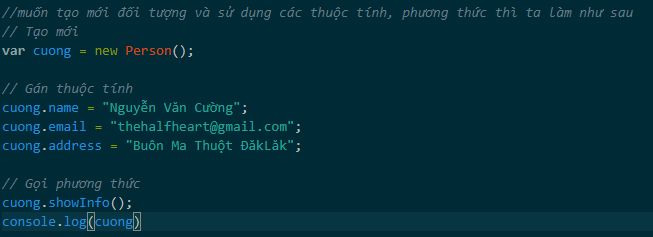 //muốn tạo mới đối tượng và sử dụng các thuộc tính, phương thức thì ta làm như sau
// Tạo mới
var cuong = new Person();
// Gán thuộc tính
cuong.name = "Nguyễn Văn Cường";
cuong.email = "thehalfheart@gmail.com";
cuong.address = "Buôn Ma Thuột ĐăkLăk";
// Gọi phương thức
cuong.showInfo();
console.log(cuong)